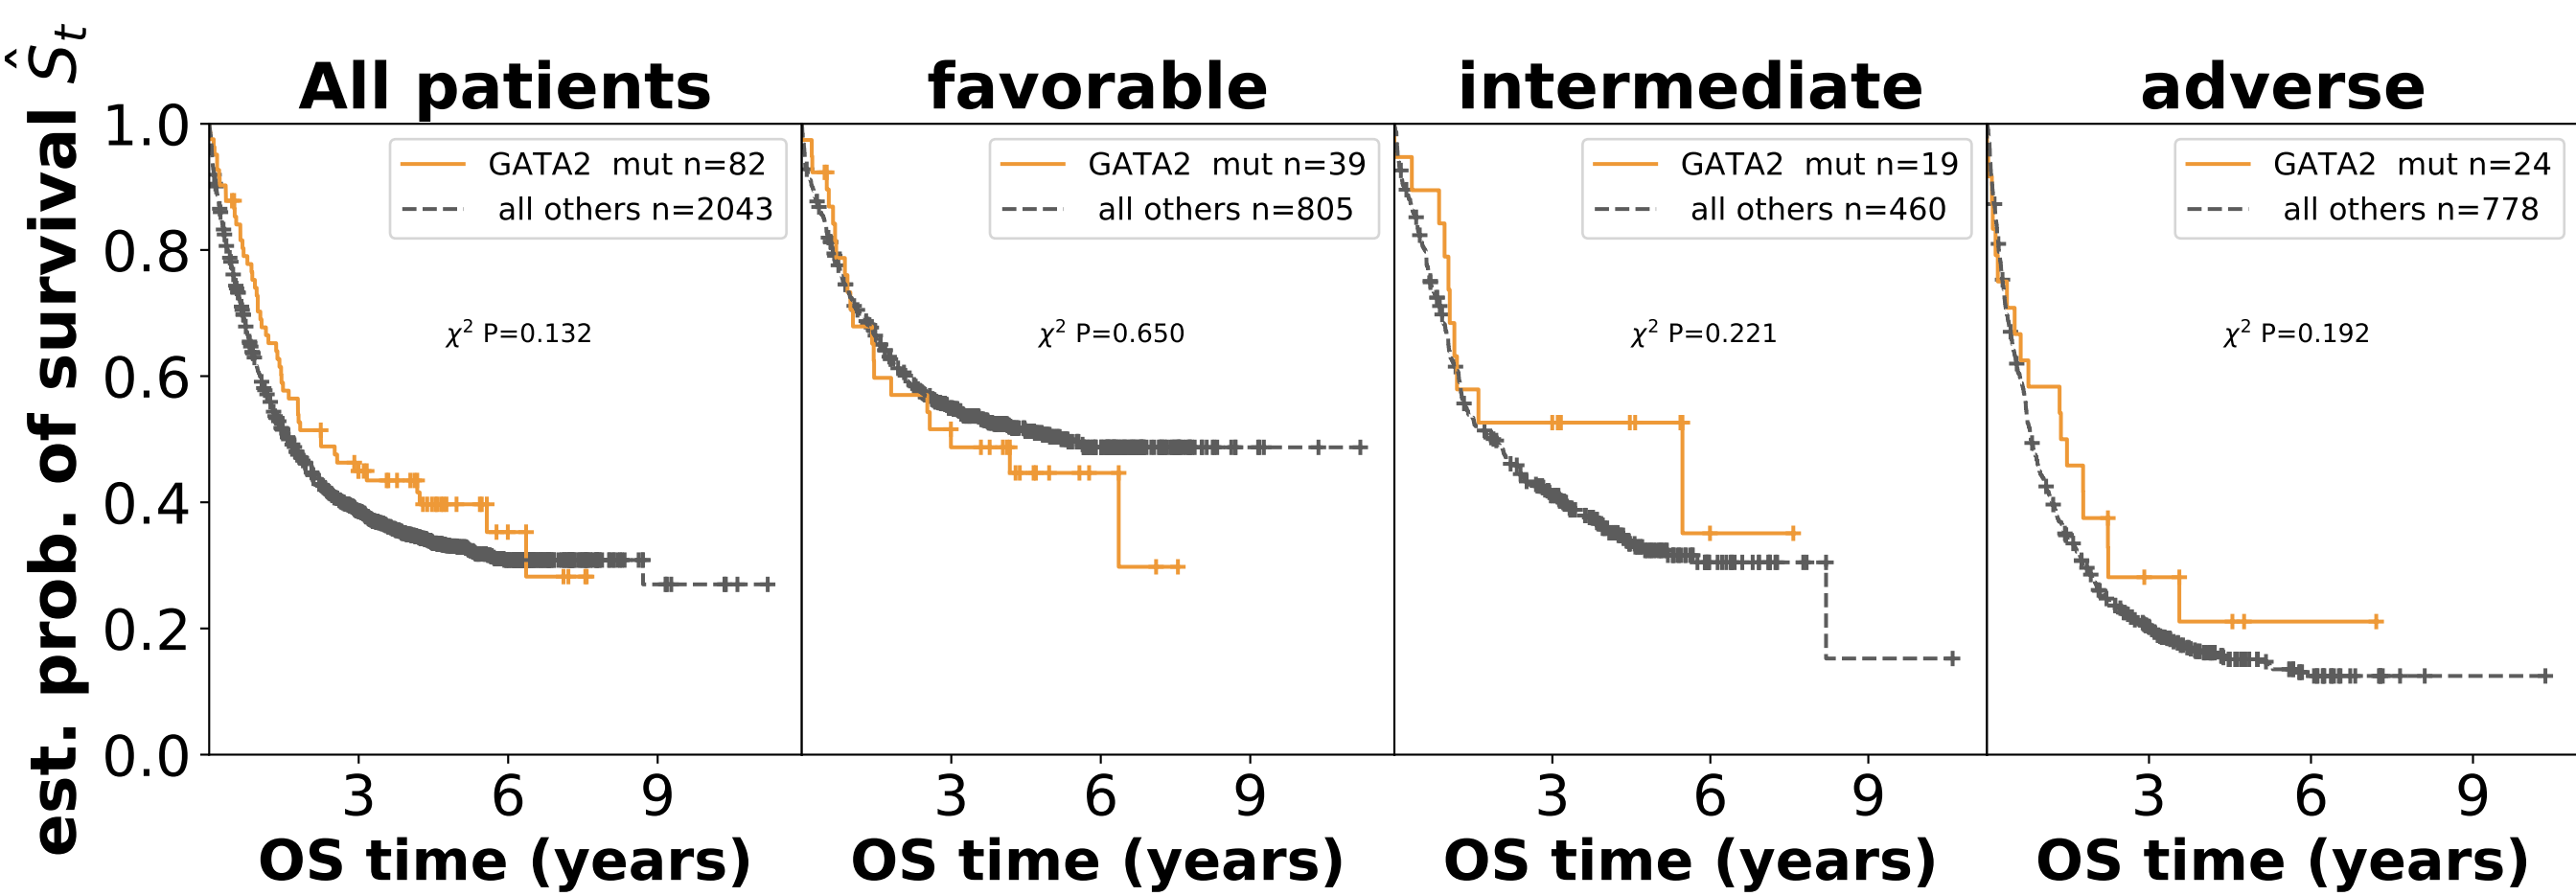 est. prob. of survival Ŝt
All patients
1.0
0.8
0.6
0.4
0.2
0.0
GATA2 mut n=82
all others n=2043
χ² P=0.132
3 6 9
OS time (years)
favorable
GATA2 mut n=39
all others n=805
χ² P=0.650
3 6 9
OS time (years)
intermediate
GATA2 mut n=19
all others n=460
χ² P=0.221
3 6 9
OS time (years)
adverse
GATA2 mut n=24
all others n=778
χ² P=0.192
3 6 9
OS time (years)